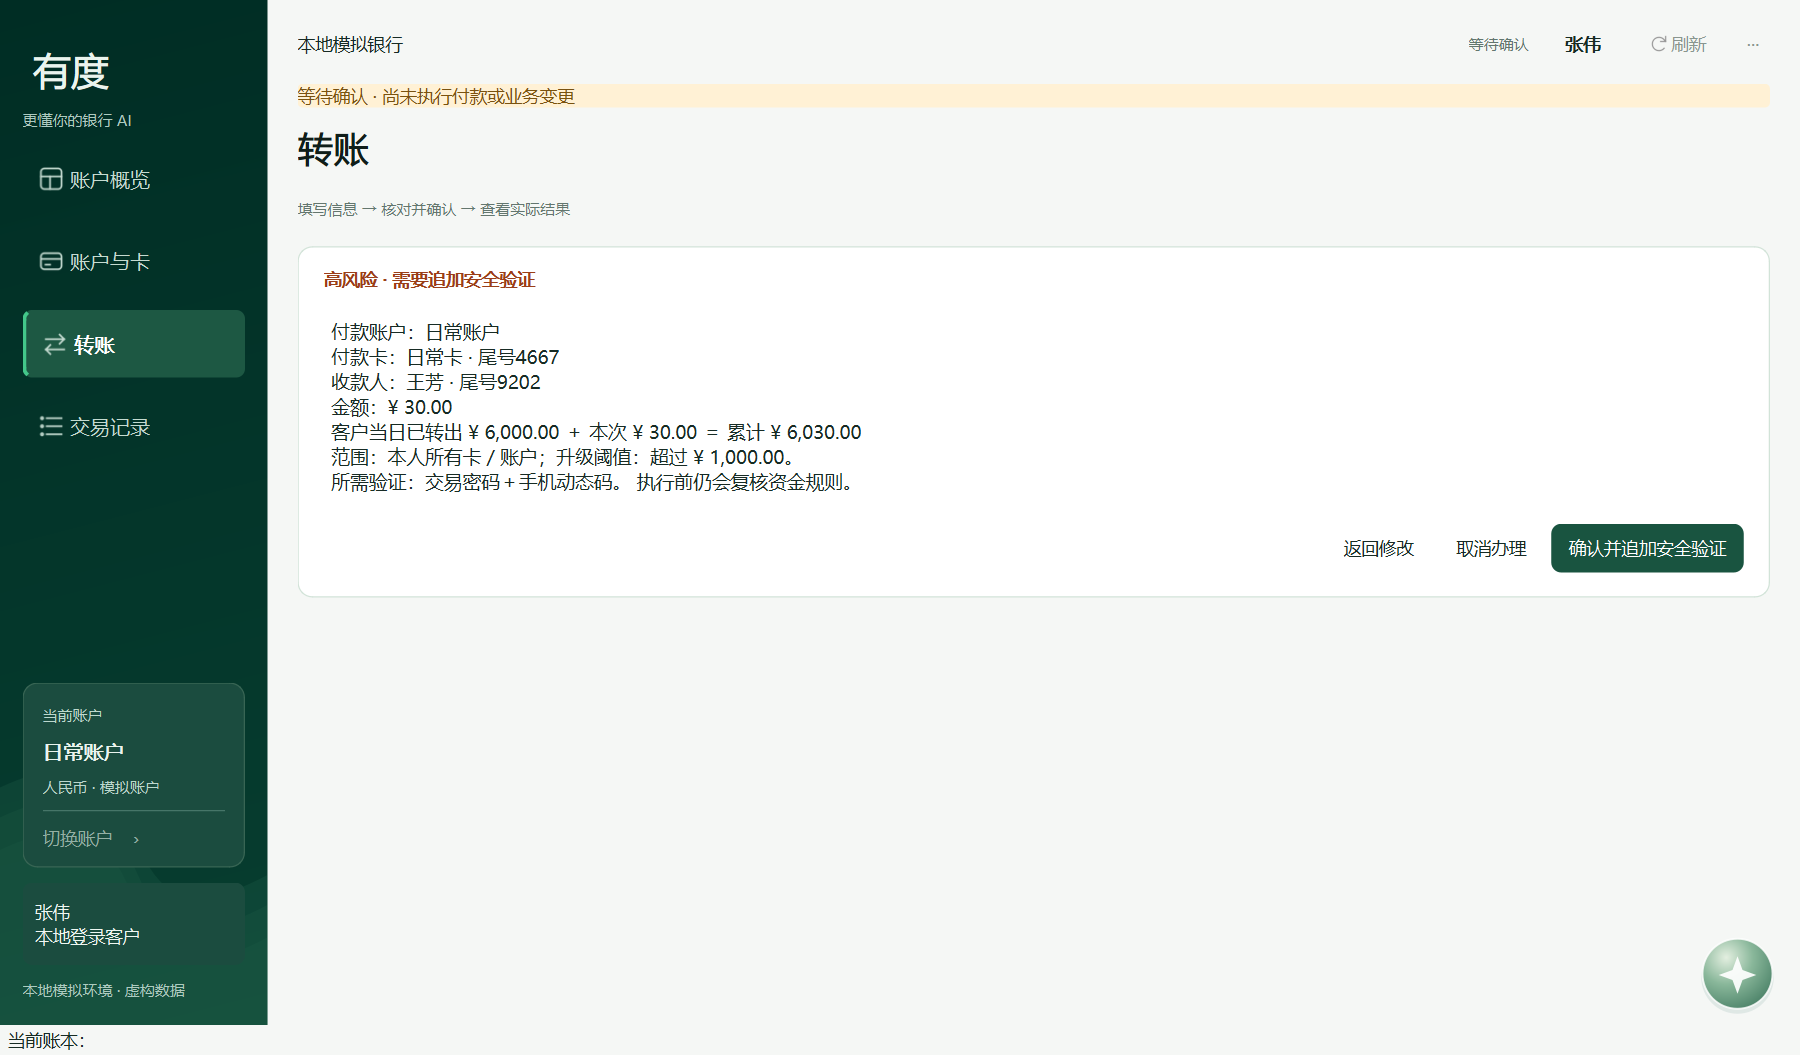 有度
更懂你的银行 AI
账户概览
账户与卡
转账
交易记录
当前账户
日常账户
人民币 · 模拟账户
切换账户 ›
张伟
本地登录客户
本地模拟环境 · 虚构数据
当前账本：
本地模拟银行
等待确认
张伟
刷新
···
等待确认 · 尚未执行付款或业务变更
转账
填写信息 → 核对并确认 → 查看实际结果
高风险 · 需要追加安全验证
付款账户：日常账户
付款卡：日常卡 · 尾号4667
收款人：王芳 · 尾号9202
金额：¥ 30.00
客户当日已转出 ¥ 6,000.00 + 本次 ¥ 30.00 = 累计 ¥ 6,030.00
范围：本人所有卡 / 账户；升级阈值：超过 ¥ 1,000.00。
所需验证：交易密码 + 手机动态码。 执行前仍会复核资金规则。
返回修改
取消办理
确认并追加安全验证